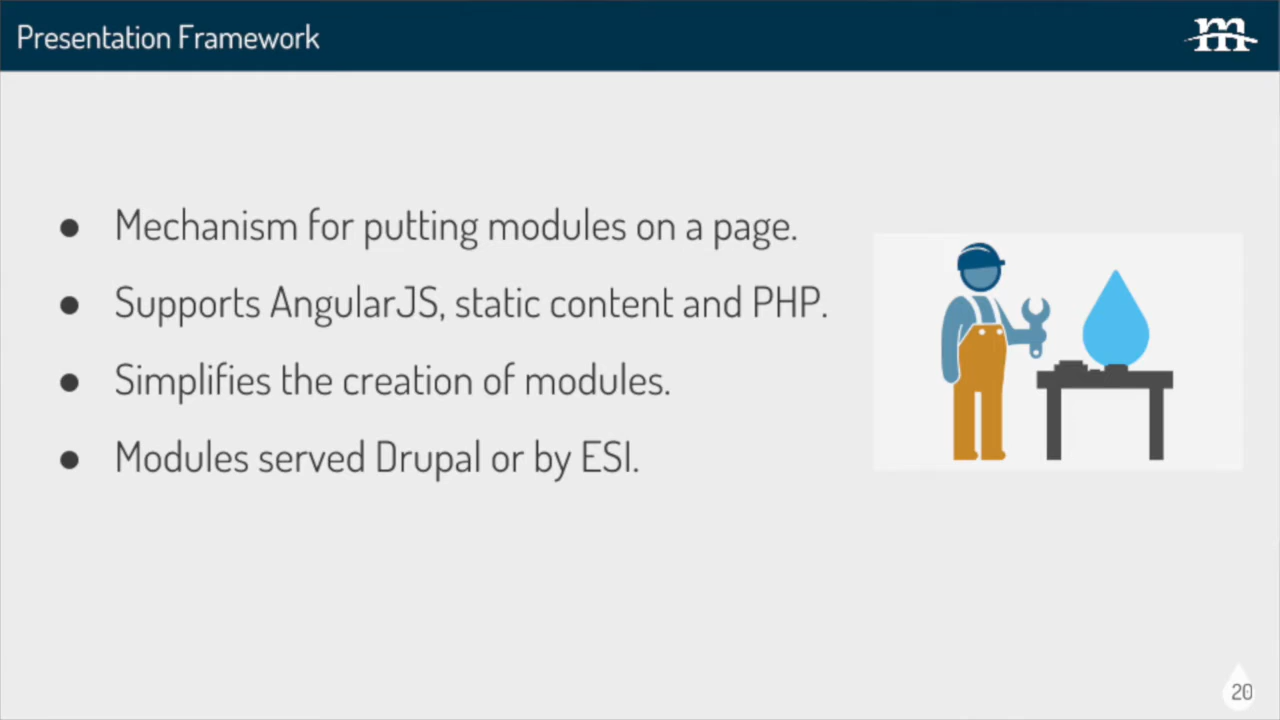 Presentation Framework
m
● Mechanism for putting modules on a page.
● Supports AngularJS, static content and PHP.
● Simplifies the creation of modules.
● Modules served Drupal or by ESI.
20